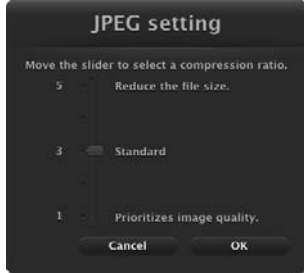 JPEG setting
Move the slider to select a compression ratio.
5 Reduce the file size.
3 Standard
1 Prioritizes image quality.
Cancel OK